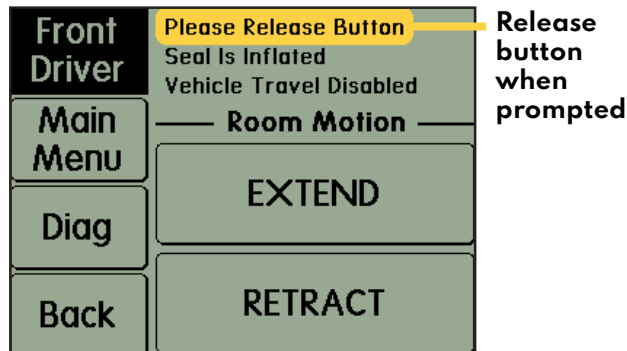 Front
Driver
Main
Menu
Diag
Back
Please Release Button
Seal Is Inflated
Vehicle Travel Disabled
Room Motion
EXTEND
RETRACT
Release
button
when
prompted